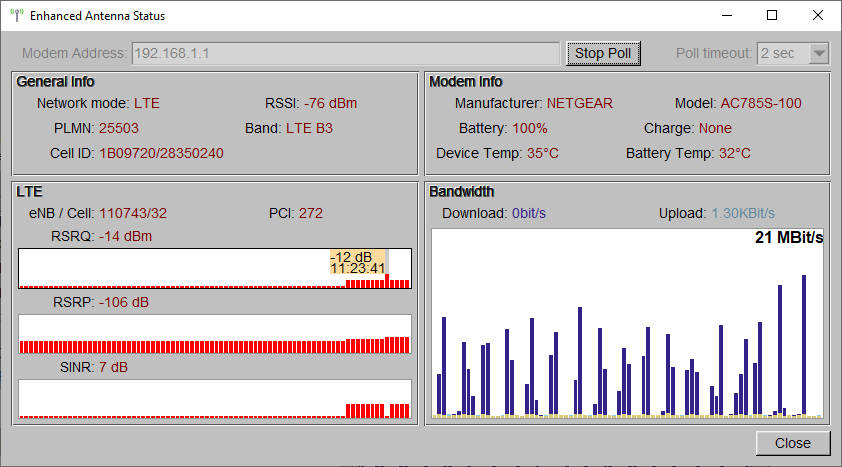 Enhanced Antenna Status
Modem Address: 192.168.1.1 Stop Poll Poll timeout: 2 sec
General Info
Network mode: LTE RSSI: -76 dBm
PLMN: 25503 Band: LTE B3
Cell ID: 1B09720/28350240
Modem Info
Manufacturer: NETGEAR Model: AC785S-100
Battery: 100% Charge: None
Device Temp: 35°C Battery Temp: 32°C
LTE
eNB / Cell: 110743/32 PCI: 272
RSRQ: -14 dBm
-12 dB
11:23:41
RSRP: -106 dB
SINR: 7 dB
Bandwidth
Download: 0bit/s Upload: 1.30KBit/s
21 MBit/s
Close